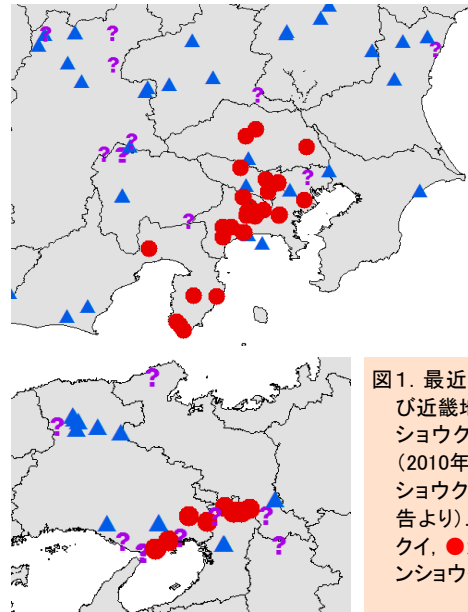 図1. 最近
び近畿地
ショウク
(2010年
ショウク
告より).
クイ, ●
ンショウ